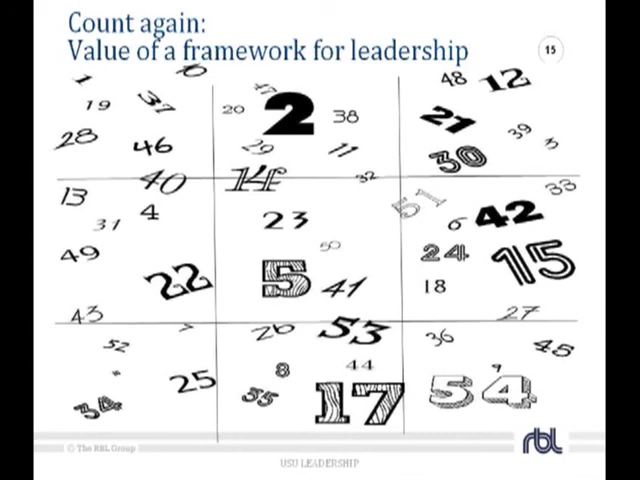 Count again:
Value of a framework for leadership
15
1 10 47 48 12
19 37 20 2 38 21 39
28 46 29 11 30 3
40 14 32 33
13 4 51 42
31 23 6
49 50 24 15
22 5 41 18
43 27
52 7 26 53 36 45
25 8 44 9
34 55 17 54
© The RBL Group
rbl
USU LEADERSHIP